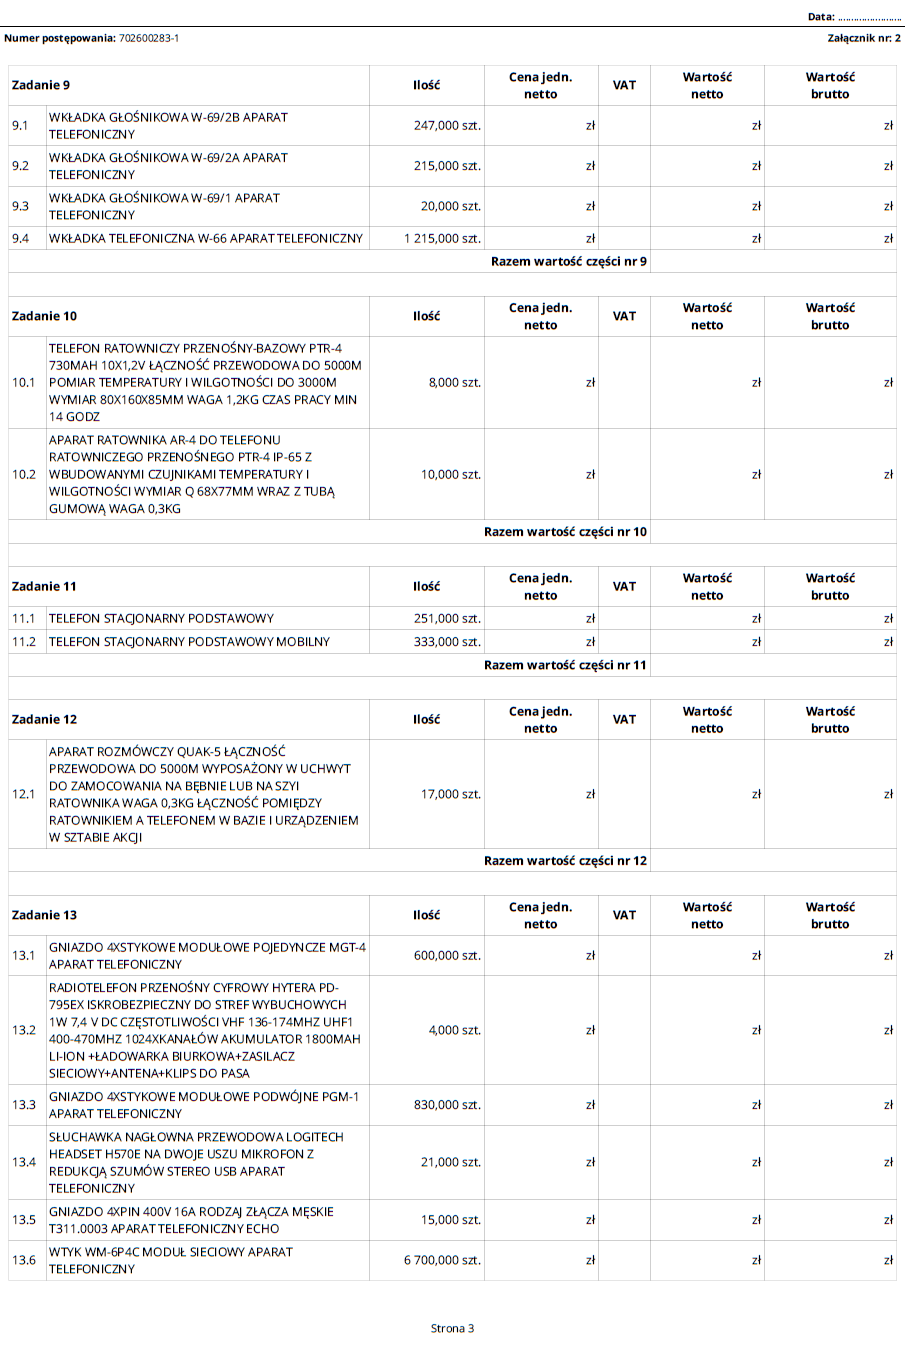 Data: ........................
Numer postępowania: 702600283-1 Załącznik nr: 2
Zadanie 9 Ilość Cena jedn. netto VAT Wartość netto Wartość brutto
9.1 WKŁADKA GŁOŚNIKOWA W-69/2B APARAT
TELEFONICZNY 247,000 szt. zł zł zł
9.2 WKŁADKA GŁOŚNIKOWA W-69/2A APARAT
TELEFONICZNY 215,000 szt. zł zł zł
9.3 WKŁADKA GŁOŚNIKOWA W-69/1 APARAT
TELEFONICZNY 20,000 szt. zł zł zł
9.4 WKŁADKA TELEFONICZNA W-66 APARAT TELEFONICZNY 1 215,000 szt. zł zł zł
Razem wartość części nr 9
Zadanie 10 Ilość Cena jedn. netto VAT Wartość netto Wartość brutto
10.1 TELEFON RATOWNICZY PRZENOŚNY-BAZOWY PTR-4
730MAH 10X1,2V ŁĄCZNOŚĆ PRZEWODOWA DO 5000M
POMIAR TEMPERATURY I WILGOTNOŚCI DO 3000M
WYMIAR 80X160X85MM WAGA 1,2KG CZAS PRACY MIN
14 GODZ 8,000 szt. zł zł zł
10.2 APARAT RATOWNIKA AR-4 DO TELEFONU
RATOWNICZEGO PRZENOŚNEGO PTR-4 IP-65 Z
WBUDOWANYMI CZUJNIKAMI TEMPERATURY I
WILGOTNOŚCI WYMIAR Q 68X77MM WRAZ Z TUBĄ
GUMOWĄ WAGA 0,3KG 10,000 szt. zł zł zł
Razem wartość części nr 10
Zadanie 11 Ilość Cena jedn. netto VAT Wartość netto Wartość brutto
11.1 TELEFON STACJONARNY PODSTAWOWY 251,000 szt. zł zł zł
11.2 TELEFON STACJONARNY PODSTAWOWY MOBILNY 333,000 szt. zł zł zł
Razem wartość części nr 11
Zadanie 12 Ilość Cena jedn. netto VAT Wartość netto Wartość brutto
12.1 APARAT ROZMÓWCZY QUAK-5 ŁĄCZNOŚĆ
PRZEWODOWA DO 5000M WYPOSAŻONY W UCHWYT
DO ZAMOCOWANIA NA BĘBNIE LUB NA SZYI
RATOWNIKA WAGA 0,3KG ŁĄCZNOŚĆ POMIĘDZY
RATOWNIKIEM A TELEFONEM W BAZIE I URZĄDZENIEM
W SZTABIE AKCJI 17,000 szt. zł zł zł
Razem wartość części nr 12
Zadanie 13 Ilość Cena jedn. netto VAT Wartość netto Wartość brutto
13.1 GNIAZDO 4XSTYKOWE MODUŁOWE POJEDYNCZE MGT-4
APARAT TELEFONICZNY 600,000 szt. zł zł zł
13.2 RADIOTELEFON PRZENOŚNY CYFROWY HYTERA PD-
795EX ISKROBEZPIECZNY DO STREF WYBUCHOWYCH
1W 7,4 V DC CZĘSTOTLIWOŚCI VHF 136-174MHZ UHF1
400-470MHZ 1024XKANAŁÓW AKUMULATOR 1800MAH
LI-ION +ŁADOWARKA BIURKOWA+ZASILACZ
SIECIOWY+ANTENA+KLIPS DO PASA 4,000 szt. zł zł zł
13.3 GNIAZDO 4XSTYKOWE MODUŁOWE PODWÓJNE PGM-1
APARAT TELEFONICZNY 830,000 szt. zł zł zł
13.4 SŁUCHAWKA NAGŁOWNA PRZEWODOWA LOGITECH
HEADSET H570E NA DWOJE USZU MIKROFON Z
REDUKCJĄ SZUMÓW STEREO USB APARAT
TELEFONICZNY 21,000 szt. zł zł zł
13.5 GNIAZDO 4XPIN 400V 16A RODZAJ ZŁĄCZA MĘSKIE
T311.0003 APARAT TELEFONICZNY ECHO 15,000 szt. zł zł zł
13.6 WTYK WM-6P4C MODUŁ SIECIOWY APARAT
TELEFONICZNY 6 700,000 szt. zł zł zł
Strona 3